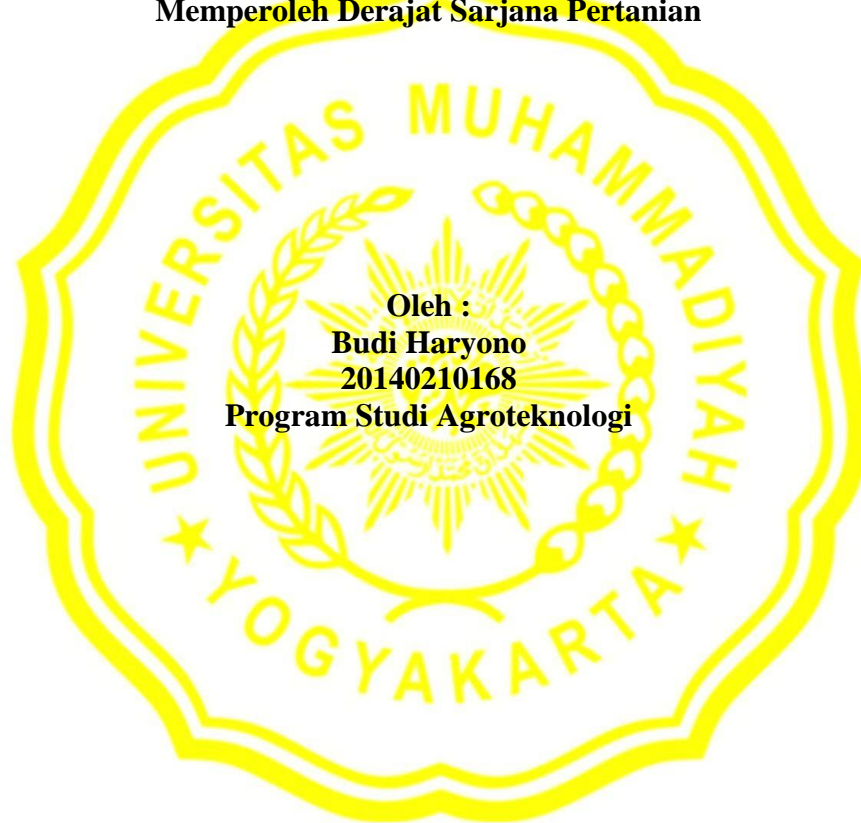 Memperoleh Derajat Sarjana Pertanian
UNIVERSITAS MUHAMMADIYAH
Oleh :
Budi Haryono
20140210168
Program Studi Agroteknologi
★ YOGYAKARTA ★